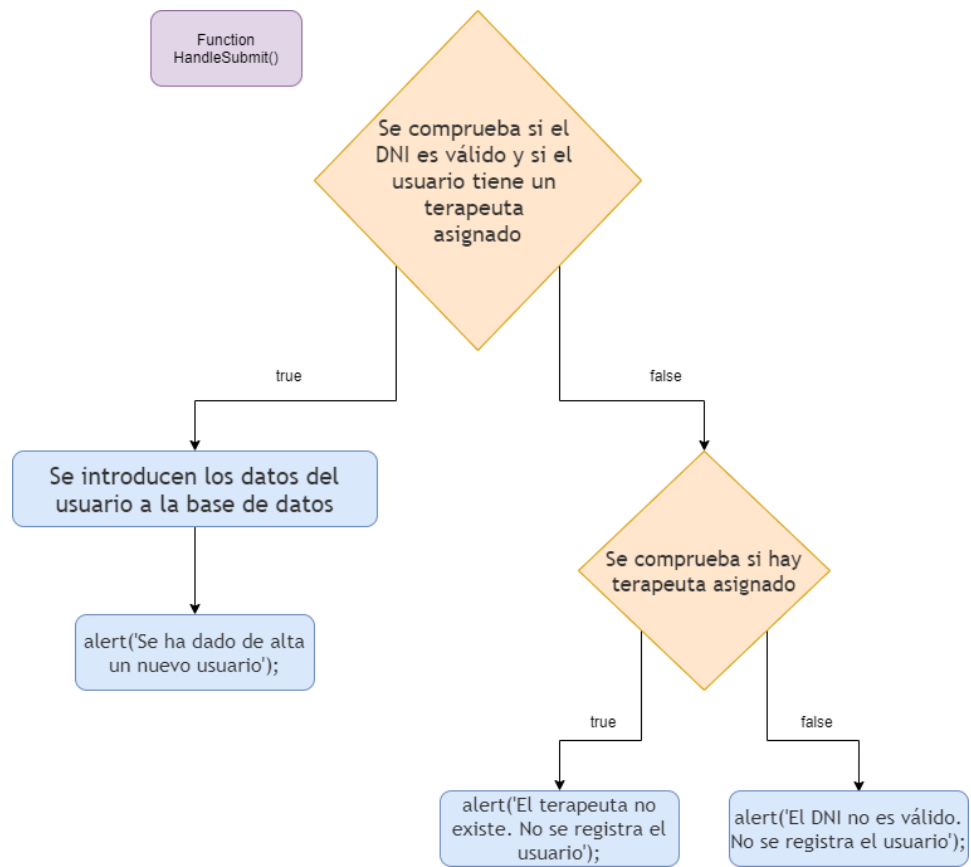 Function
HandleSubmit()
Se comprueba si el
DNI es válido y si el
usuario tiene un
terapeuta
asignado
true
false
Se introducen los datos del
usuario a la base de datos
Se comprueba si hay
terapeuta asignado
alert('Se ha dado de alta
un nuevo usuario');
true
false
alert('El terapeuta no
existe. No se registra el
usuario');
alert('El DNI no es válido.
No se registra el usuario');